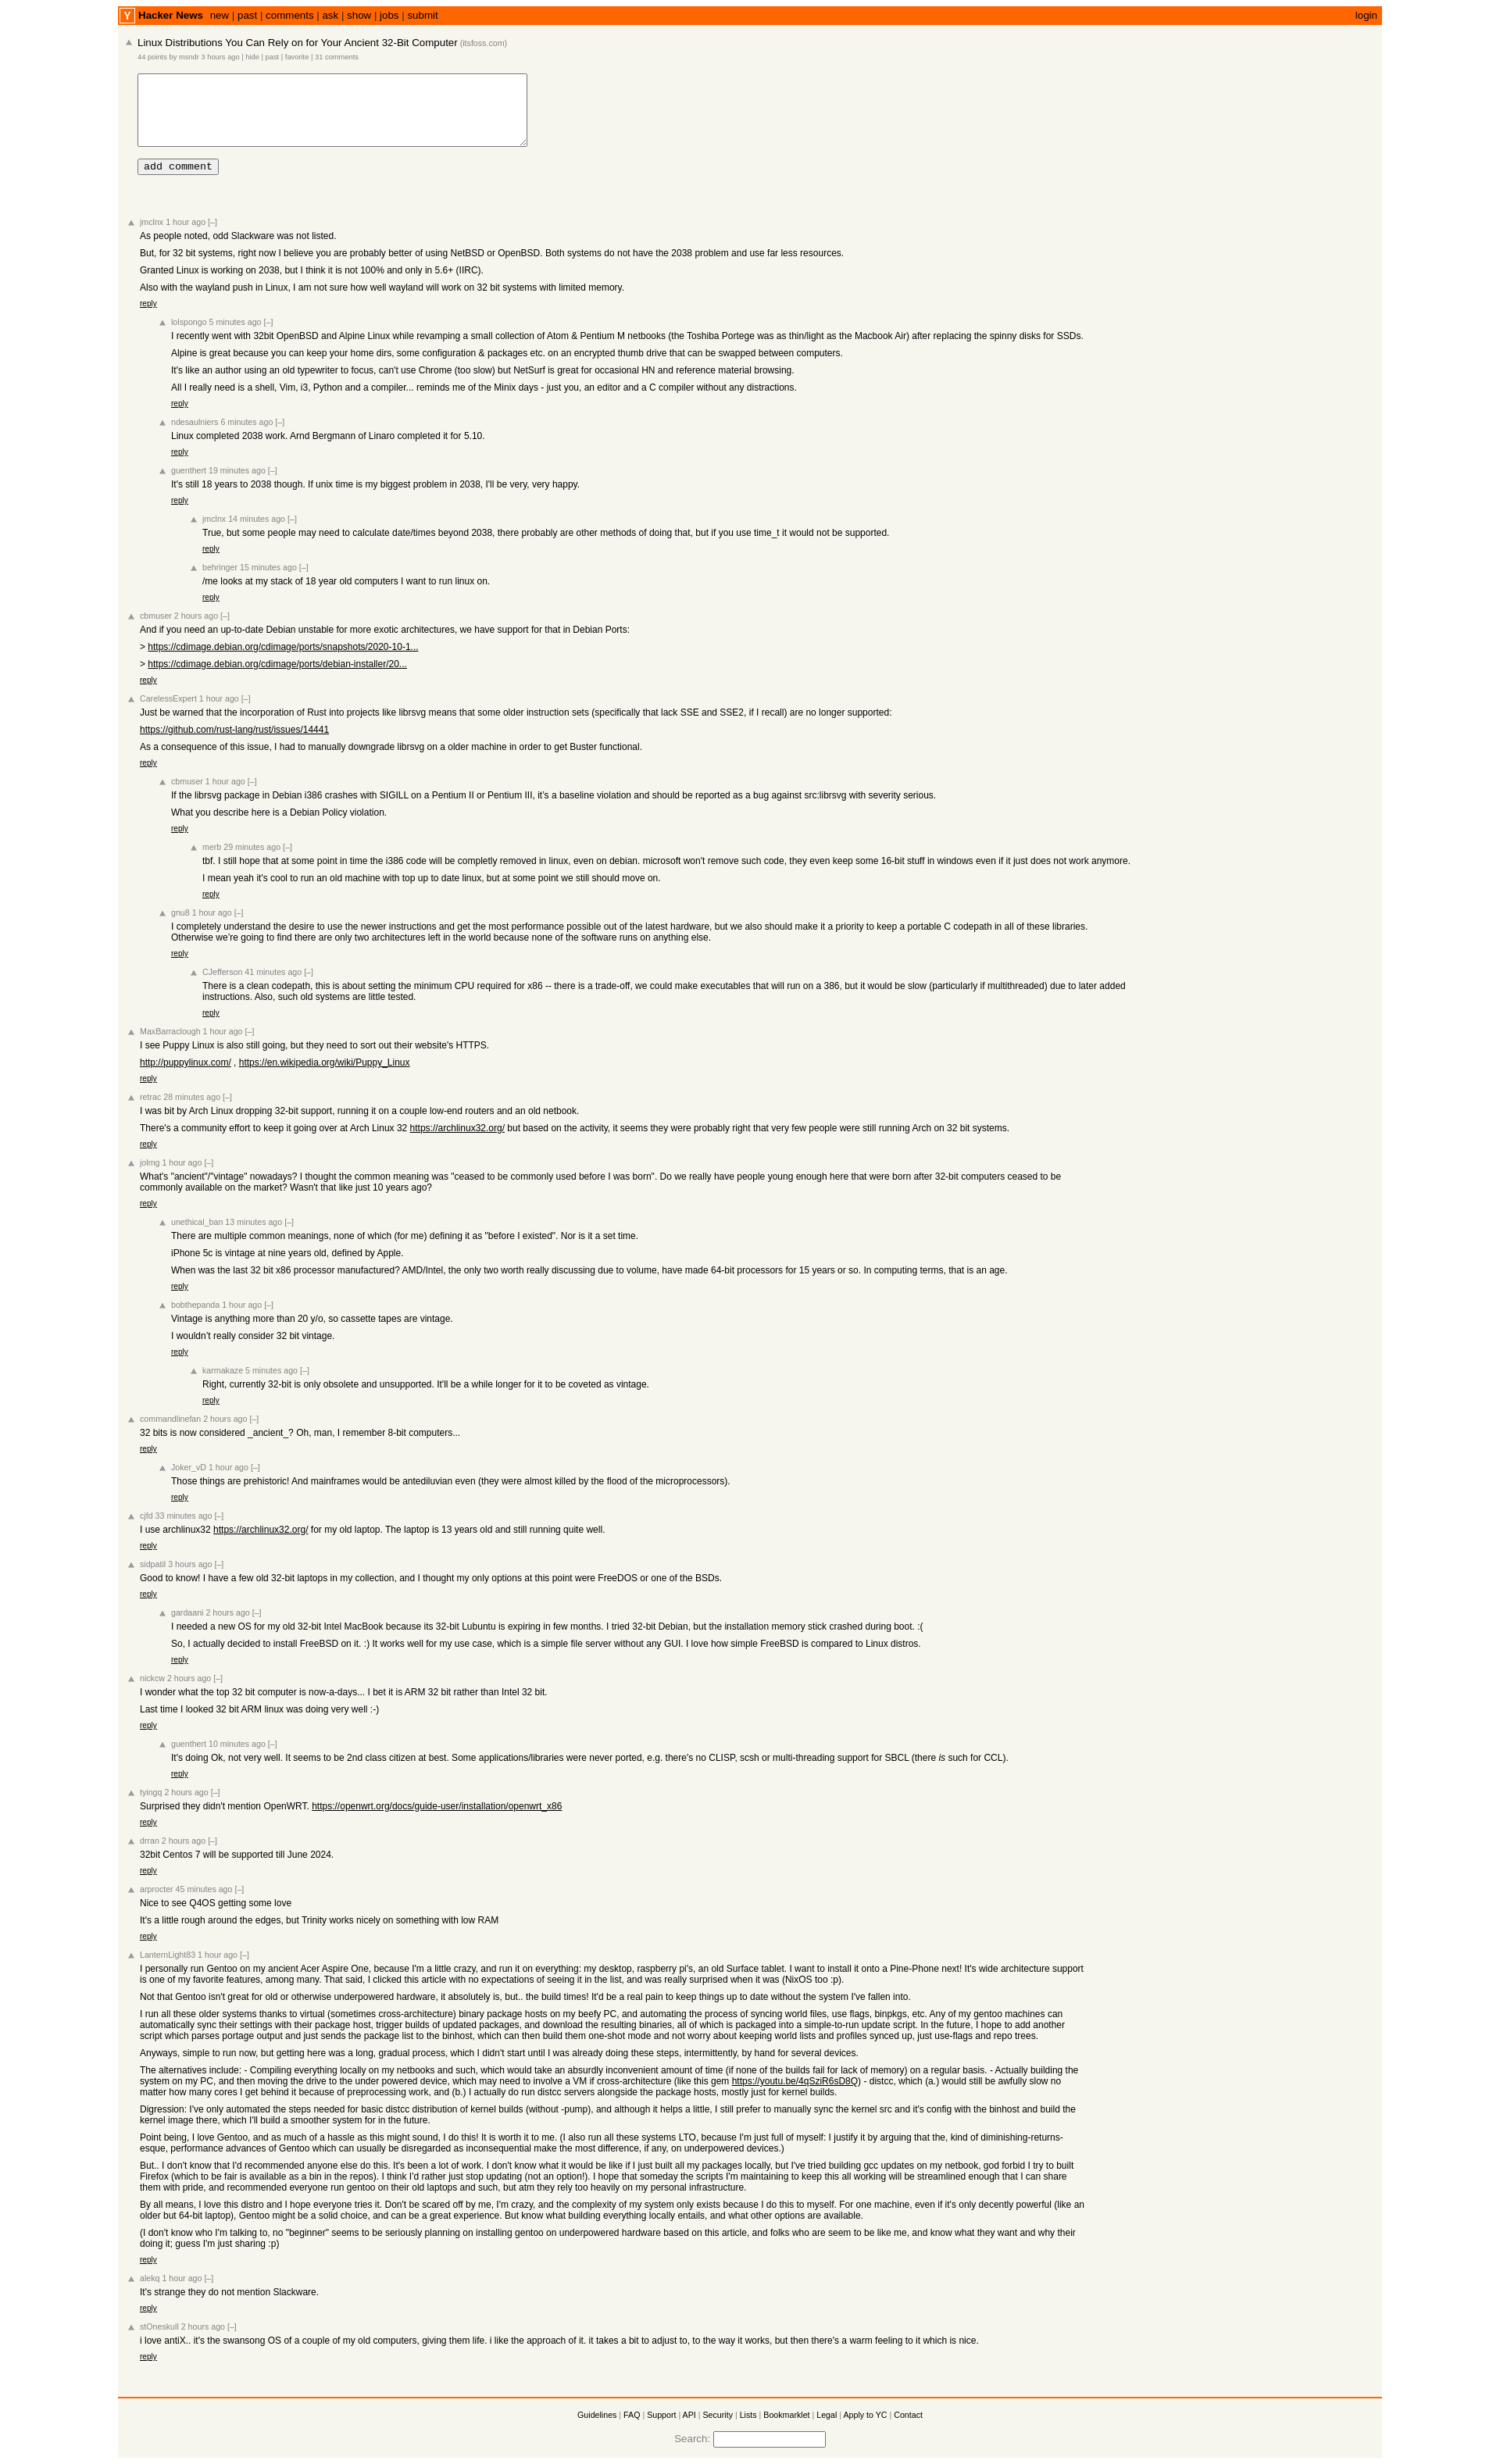 Y Hacker News new | past | comments | ask | show | jobs | submit login
Linux Distributions You Can Rely on for Your Ancient 32-Bit Computer (itsfoss.com)
44 points by msndr 3 hours ago | hide | past | favorite | 31 comments
add comment
jmclnx 1 hour ago [–]
As people noted, odd Slackware was not listed.
But, for 32 bit systems, right now I believe you are probably better of using NetBSD or OpenBSD. Both systems do not have the 2038 problem and use far less resources.
Granted Linux is working on 2038, but I think it is not 100% and only in 5.6+ (IIRC).
Also with the wayland push in Linux, I am not sure how well wayland will work on 32 bit systems with limited memory.
reply
lolspongo 5 minutes ago [–]
I recently went with 32bit OpenBSD and Alpine Linux while revamping a small collection of Atom & Pentium M netbooks (the Toshiba Portege was as thin/light as the Macbook Air) after replacing the spinny disks for SSDs.
Alpine is great because you can keep your home dirs, some configuration & packages etc. on an encrypted thumb drive that can be swapped between computers.
It's like an author using an old typewriter to focus, can't use Chrome (too slow) but NetSurf is great for occasional HN and reference material browsing.
All I really need is a shell, Vim, i3, Python and a compiler... reminds me of the Minix days - just you, an editor and a C compiler without any distractions.
reply
ndesaulniers 6 minutes ago [–]
Linux completed 2038 work. Arnd Bergmann of Linaro completed it for 5.10.
reply
guenthert 19 minutes ago [–]
It's still 18 years to 2038 though. If unix time is my biggest problem in 2038, I'll be very, very happy.
reply
jmclnx 14 minutes ago [–]
True, but some people may need to calculate date/times beyond 2038, there probably are other methods of doing that, but if you use time_t it would not be supported.
reply
behringer 15 minutes ago [–]
/me looks at my stack of 18 year old computers I want to run linux on.
reply
cbmuser 2 hours ago [–]
And if you need an up-to-date Debian unstable for more exotic architectures, we have support for that in Debian Ports:
> https://cdimage.debian.org/cdimage/ports/snapshots/2020-10-1...
> https://cdimage.debian.org/cdimage/ports/debian-installer/20...
reply
CarelessExpert 1 hour ago [–]
Just be warned that the incorporation of Rust into projects like librsvg means that some older instruction sets (specifically that lack SSE and SSE2, if I recall) are no longer supported:
https://github.com/rust-lang/rust/issues/14441
As a consequence of this issue, I had to manually downgrade librsvg on a older machine in order to get Buster functional.
reply
cbmuser 1 hour ago [–]
If the librsvg package in Debian i386 crashes with SIGILL on a Pentium II or Pentium III, it's a baseline violation and should be reported as a bug against src:librsvg with severity serious.
What you describe here is a Debian Policy violation.
reply
merb 29 minutes ago [–]
tbf. I still hope that at some point in time the i386 code will be completly removed in linux, even on debian. microsoft won't remove such code, they even keep some 16-bit stuff in windows even if it just does not work anymore.
I mean yeah it's cool to run an old machine with top up to date linux, but at some point we still should move on.
reply
gnu8 1 hour ago [–]
I completely understand the desire to use the newer instructions and get the most performance possible out of the latest hardware, but we also should make it a priority to keep a portable C codepath in all of these libraries.
Otherwise we're going to find there are only two architectures left in the world because none of the software runs on anything else.
reply
CJefferson 41 minutes ago [–]
There is a clean codepath, this is about setting the minimum CPU required for x86 -- there is a trade-off, we could make executables that will run on a 386, but it would be slow (particularly if multithreaded) due to later added
instructions. Also, such old systems are little tested.
reply
MaxBarraclough 1 hour ago [–]
I see Puppy Linux is also still going, but they need to sort out their website's HTTPS.
http://puppylinux.com/ , https://en.wikipedia.org/wiki/Puppy_Linux
reply
retrac 28 minutes ago [–]
I was bit by Arch Linux dropping 32-bit support, running it on a couple low-end routers and an old netbook.
There's a community effort to keep it going over at Arch Linux 32 https://archlinux32.org/ but based on the activity, it seems they were probably right that very few people were still running Arch on 32 bit systems.
reply
jolmg 1 hour ago [–]
What's "ancient"/"vintage" nowadays? I thought the common meaning was "ceased to be commonly used before I was born". Do we really have people young enough here that were born after 32-bit computers ceased to be
commonly available on the market? Wasn't that like just 10 years ago?
reply
unethical_ban 13 minutes ago [–]
There are multiple common meanings, none of which (for me) defining it as "before I existed". Nor is it a set time.
iPhone 5c is vintage at nine years old, defined by Apple.
When was the last 32 bit x86 processor manufactured? AMD/Intel, the only two worth really discussing due to volume, have made 64-bit processors for 15 years or so. In computing terms, that is an age.
reply
bobthepanda 1 hour ago [–]
Vintage is anything more than 20 y/o, so cassette tapes are vintage.
I wouldn't really consider 32 bit vintage.
reply
karmakaze 5 minutes ago [–]
Right, currently 32-bit is only obsolete and unsupported. It'll be a while longer for it to be coveted as vintage.
reply
commandlinefan 2 hours ago [–]
32 bits is now considered _ancient_? Oh, man, I remember 8-bit computers...
reply
Joker_vD 1 hour ago [–]
Those things are prehistoric! And mainframes would be antediluvian even (they were almost killed by the flood of the microprocessors).
reply
cjfd 33 minutes ago [–]
I use archlinux32 https://archlinux32.org/ for my old laptop. The laptop is 13 years old and still running quite well.
reply
sidpatil 3 hours ago [–]
Good to know! I have a few old 32-bit laptops in my collection, and I thought my only options at this point were FreeDOS or one of the BSDs.
reply
gardaani 2 hours ago [–]
I needed a new OS for my old 32-bit Intel MacBook because its 32-bit Lubuntu is expiring in few months. I tried 32-bit Debian, but the installation memory stick crashed during boot. :(
So, I actually decided to install FreeBSD on it. :) It works well for my use case, which is a simple file server without any GUI. I love how simple FreeBSD is compared to Linux distros.
reply
nickcw 2 hours ago [–]
I wonder what the top 32 bit computer is now-a-days... I bet it is ARM 32 bit rather than Intel 32 bit.
Last time I looked 32 bit ARM linux was doing very well :-)
reply
guenthert 10 minutes ago [–]
It's doing Ok, not very well. It seems to be 2nd class citizen at best. Some applications/libraries were never ported, e.g. there's no CLISP, scsh or multi-threading support for SBCL (there is such for CCL).
reply
tyingq 2 hours ago [–]
Surprised they didn't mention OpenWRT. https://openwrt.org/docs/guide-user/installation/openwrt_x86
reply
drran 2 hours ago [–]
32bit Centos 7 will be supported till June 2024.
reply
arprocter 45 minutes ago [–]
Nice to see Q4OS getting some love
It's a little rough around the edges, but Trinity works nicely on something with low RAM
reply
LanternLight83 1 hour ago [–]
I personally run Gentoo on my ancient Acer Aspire One, because I'm a little crazy, and run it on everything: my desktop, raspberry pi's, an old Surface tablet. I want to install it onto a Pine-Phone next! It's wide architecture support
is one of my favorite features, among many. That said, I clicked this article with no expectations of seeing it in the list, and was really surprised when it was (NixOS too :p).
Not that Gentoo isn't great for old or otherwise underpowered hardware, it absolutely is, but.. the build times! It'd be a real pain to keep things up to date without the system I've fallen into.
I run all these older systems thanks to virtual (sometimes cross-architecture) binary package hosts on my beefy PC, and automating the process of syncing world files, use flags, binpkgs, etc. Any of my gentoo machines can
automatically sync their settings with their package host, trigger builds of updated packages, and download the resulting binaries, all of which is packaged into a simple-to-run update script. In the future, I hope to add another
script which parses portage output and just sends the package list to the binhost, which can then build them one-shot mode and not worry about keeping world lists and profiles synced up, just use-flags and repo trees.
Anyways, simple to run now, but getting here was a long, gradual process, which I didn't start until I was already doing these steps, intermittently, by hand for several devices.
The alternatives include: - Compiling everything locally on my netbooks and such, which would take an absurdly inconvenient amount of time (if none of the builds fail for lack of memory) on a regular basis. - Actually building the
system on my PC, and then moving the drive to the under powered device, which may need to involve a VM if cross-architecture (like this gem https://youtu.be/4qSziR6sD8Q) - distcc, which (a.) would still be awfully slow no
matter how many cores I get behind it because of preprocessing work, and (b.) I actually do run distcc servers alongside the package hosts, mostly just for kernel builds.
Digression: I've only automated the steps needed for basic distcc distribution of kernel builds (without -pump), and although it helps a little, I still prefer to manually sync the kernel src and it's config with the binhost and build the
kernel image there, which I'll build a smoother system for in the future.
Point being, I love Gentoo, and as much of a hassle as this might sound, I do this! It is worth it to me. (I also run all these systems LTO, because I'm just full of myself: I justify it by arguing that the, kind of diminishing-returns-
esque, performance advances of Gentoo which can usually be disregarded as inconsequential make the most difference, if any, on underpowered devices.)
But.. I don't know that I'd recommended anyone else do this. It's been a lot of work. I don't know what it would be like if I just built all my packages locally, but I've tried building gcc updates on my netbook, god forbid I try to built
Firefox (which to be fair is available as a bin in the repos). I think I'd rather just stop updating (not an option!). I hope that someday the scripts I'm maintaining to keep this all working will be streamlined enough that I can share
them with pride, and recommended everyone run gentoo on their old laptops and such, but atm they rely too heavily on my personal infrastructure.
By all means, I love this distro and I hope everyone tries it. Don't be scared off by me, I'm crazy, and the complexity of my system only exists because I do this to myself. For one machine, even if it's only decently powerful (like an
older but 64-bit laptop), Gentoo might be a solid choice, and can be a great experience. But know what building everything locally entails, and what other options are available.
(I don't know who I'm talking to, no "beginner" seems to be seriously planning on installing gentoo on underpowered hardware based on this article, and folks who are seem to be like me, and know what they want and why their
doing it; guess I'm just sharing :p)
reply
alekq 1 hour ago [–]
It's strange they do not mention Slackware.
reply
stOneskull 2 hours ago [–]
i love antiX.. it's the swansong OS of a couple of my old computers, giving them life. i like the approach of it. it takes a bit to adjust to, to the way it works, but then there's a warm feeling to it which is nice.
reply
Guidelines | FAQ | Support | API | Security | Lists | Bookmarklet | Legal | Apply to YC | Contact
Search: